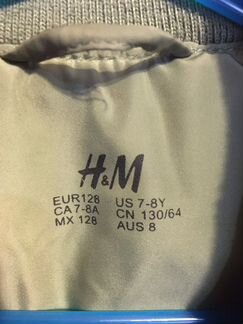 H&M
EUR128 US 7-8Y
CA 7-8A CN 130/64
MX 128 AUS 8